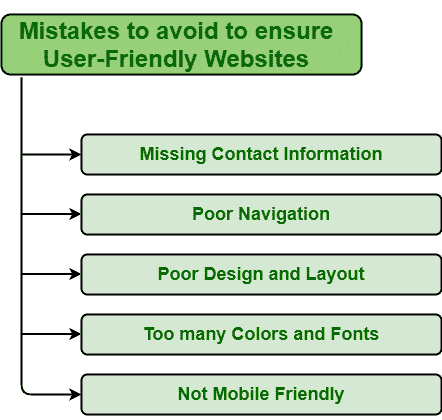 Mistakes to avoid to ensure
User-Friendly Websites
Missing Contact Information
Poor Navigation
Poor Design and Layout
Too many Colors and Fonts
Not Mobile Friendly